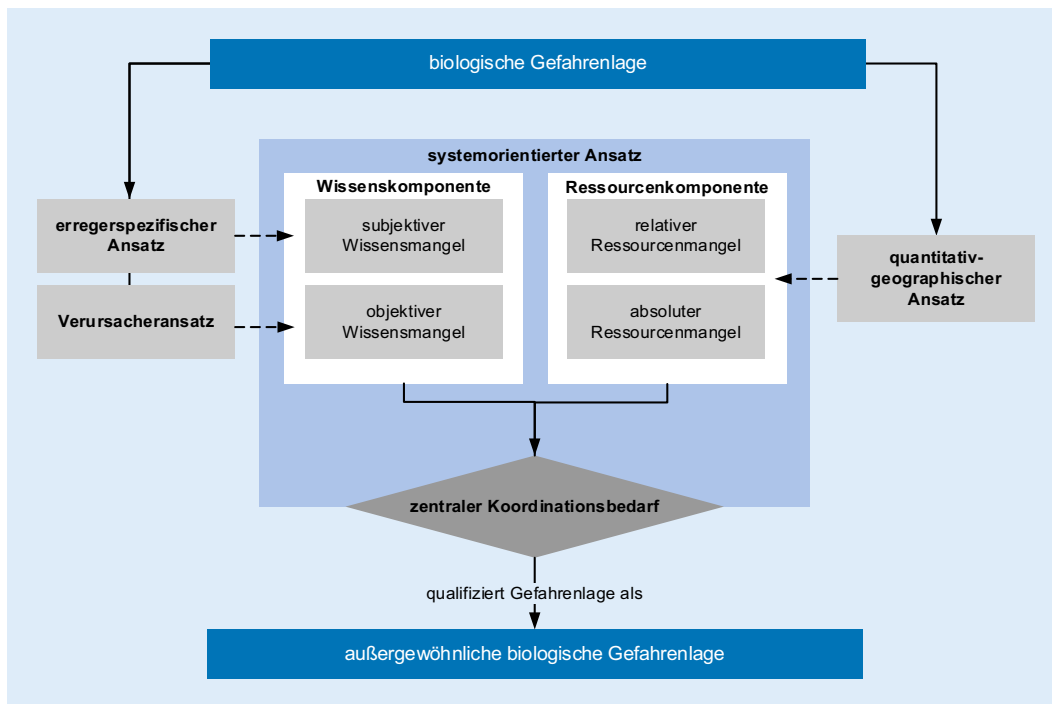 biologische Gefahrenlage
systemorientierter Ansatz
Wissenskomponente
Ressourcenkomponente
erregerspezifischer
Ansatz
subjektiver
Wissensmangel
relativer
Ressourcenmangel
quantitativ-
geographischer
Ansatz
Verursacheransatz
objektiver
Wissensmangel
absoluter
Ressourcenmangel
zentraler Koordinationsbedarf
qualifiziert Gefahrenlage als
außergewöhnliche biologische Gefahrenlage